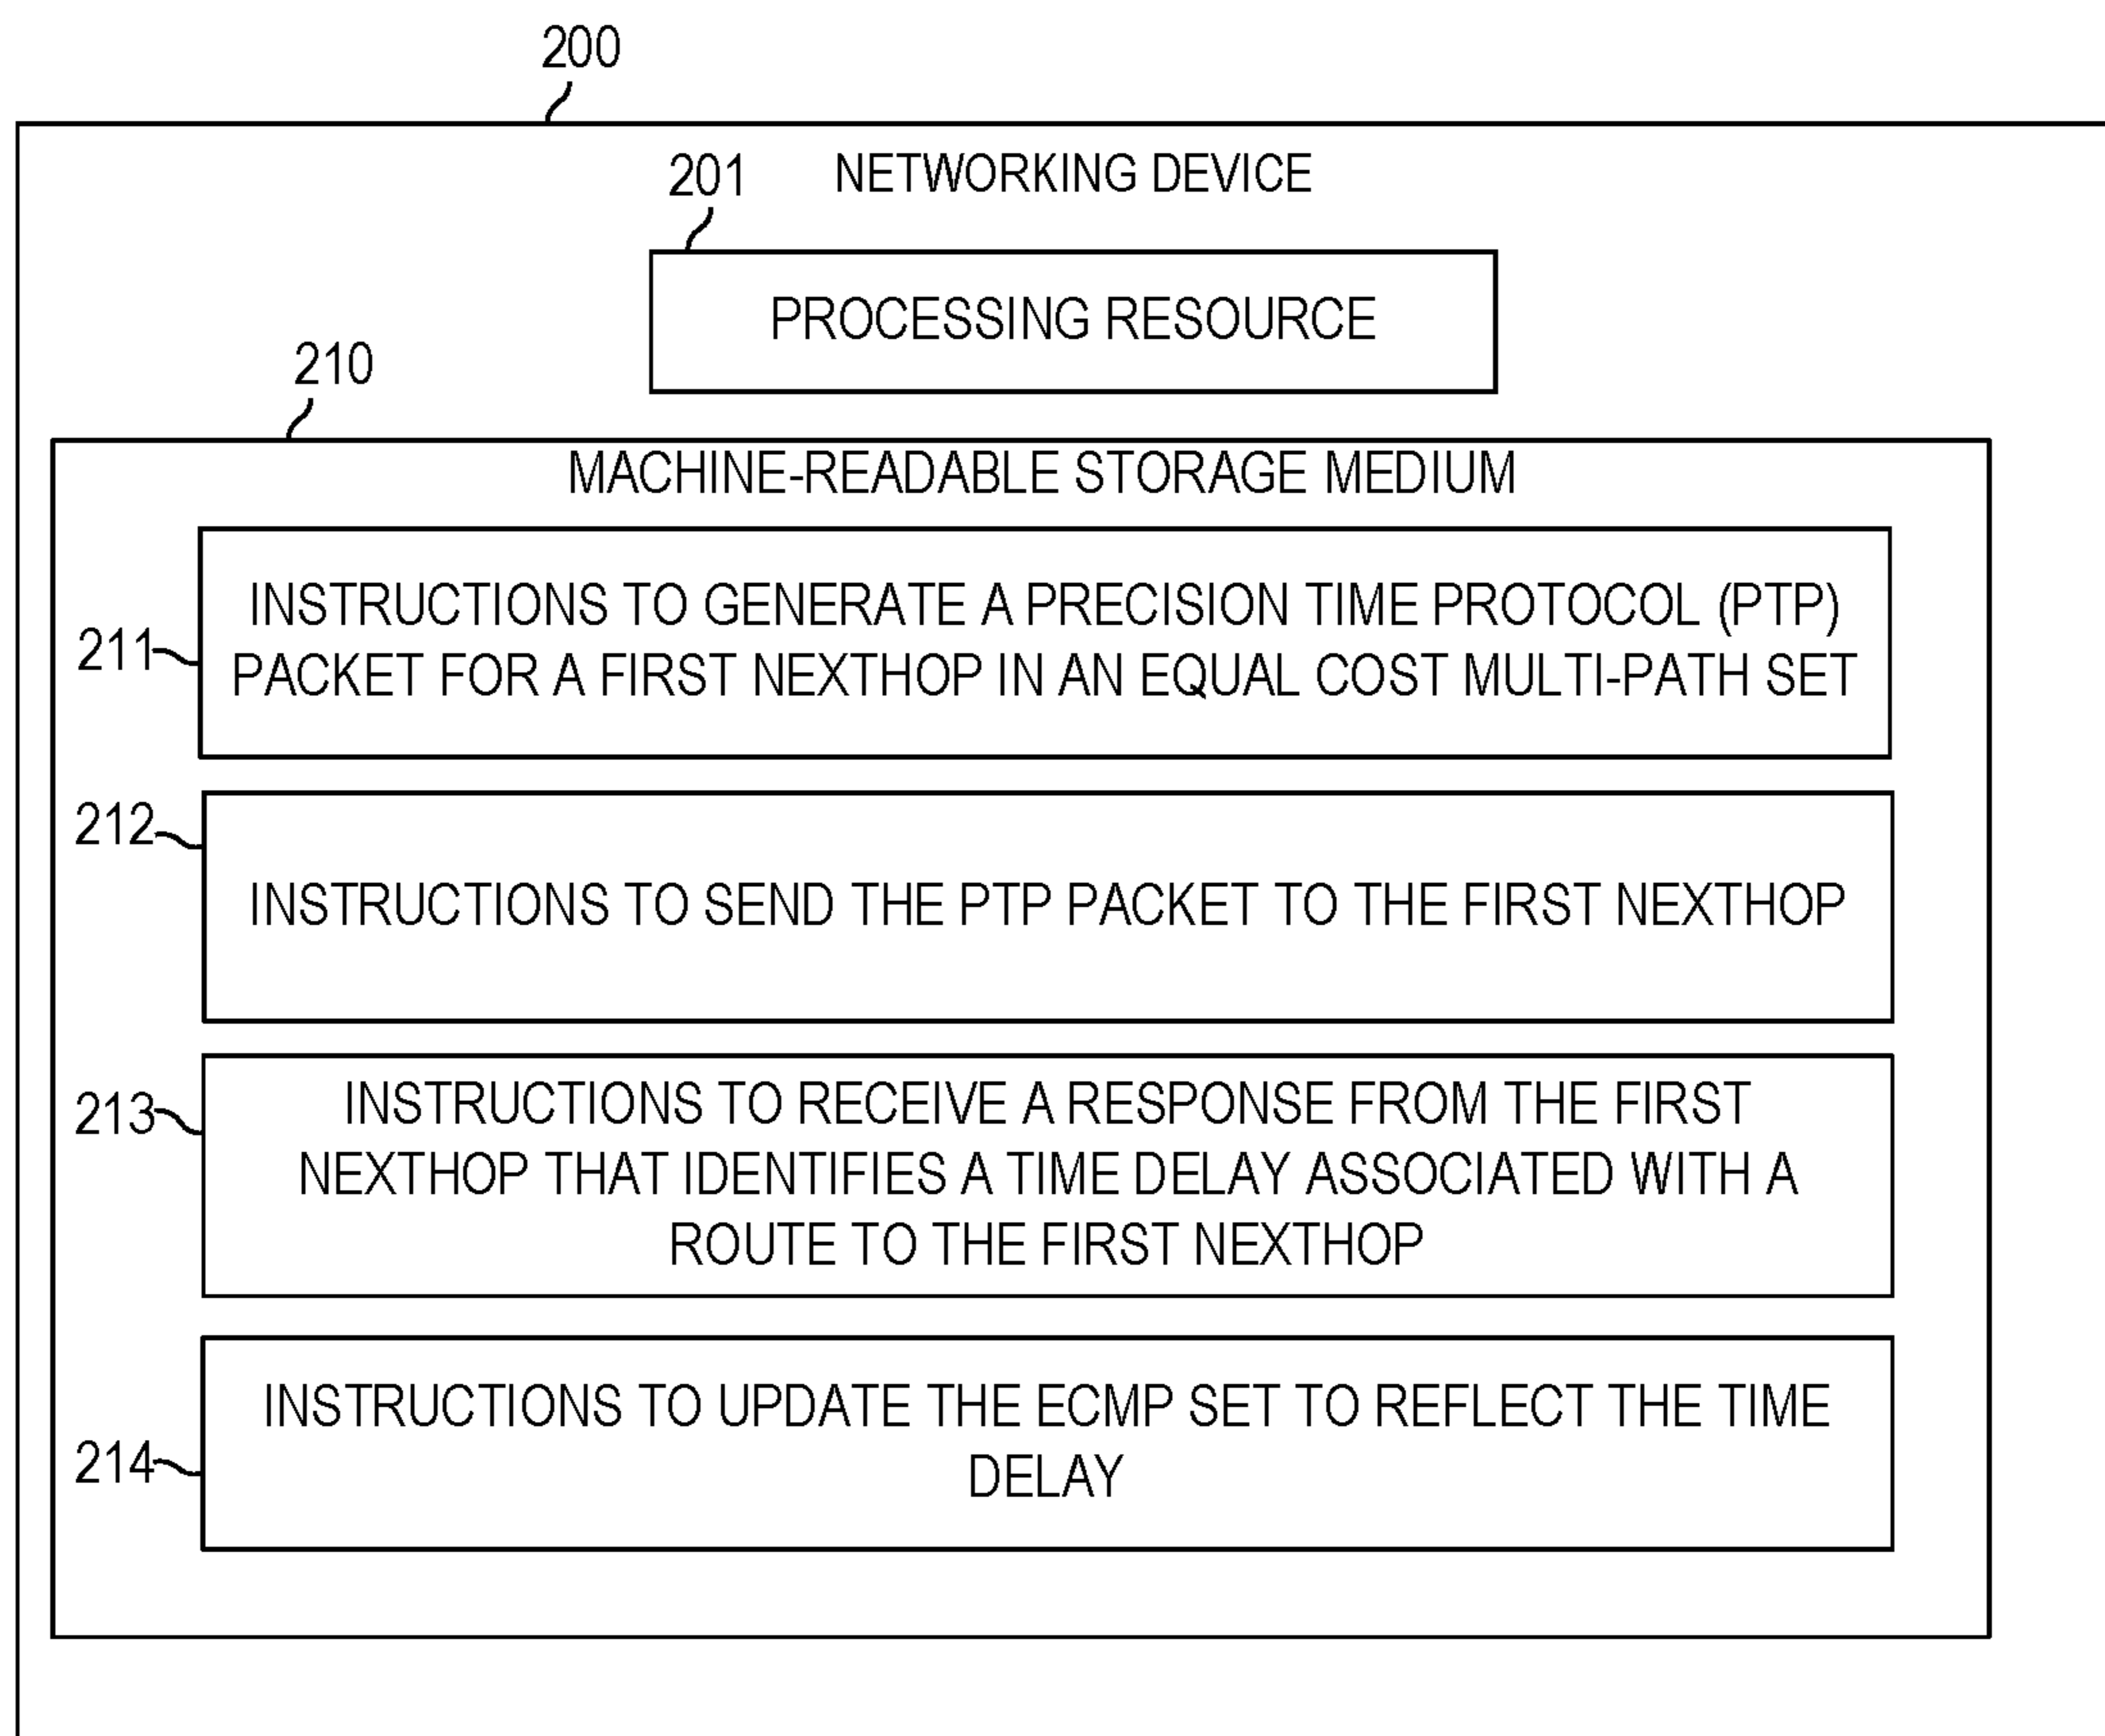 200
NETWORKING DEVICE
201
PROCESSING RESOURCE
210
MACHINE-READABLE STORAGE MEDIUM
INSTRUCTIONS TO GENERATE A PRECISION TIME PROTOCOL (PTP)
PACKET FOR A FIRST NEXTHOP IN AN EQUAL COST MULTI-PATH SET
211
212
INSTRUCTIONS TO SEND THE PTP PACKET TO THE FIRST NEXTHOP
213
INSTRUCTIONS TO RECEIVE A RESPONSE FROM THE FIRST
NEXTHOP THAT IDENTIFIES A TIME DELAY ASSOCIATED WITH A
ROUTE TO THE FIRST NEXTHOP
INSTRUCTIONS TO UPDATE THE ECMP SET TO REFLECT THE TIME
DELAY
214